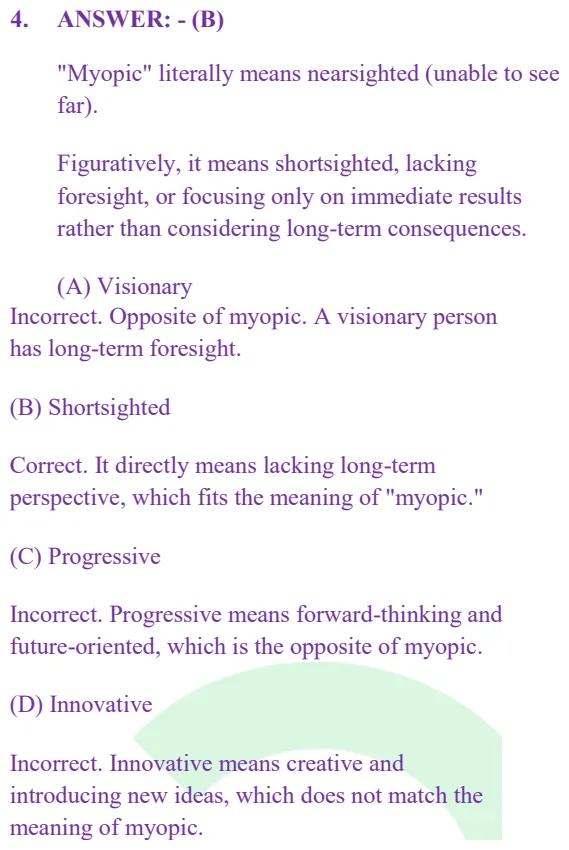 4. ANSWER: - (B)
"Myopic" literally means nearsighted (unable to see
far).
Figuratively, it means shortsighted, lacking
foresight, or focusing only on immediate results
rather than considering long-term consequences.
(A) Visionary
Incorrect. Opposite of myopic. A visionary person
has long-term foresight.
(B) Shortsighted
Correct. It directly means lacking long-term
perspective, which fits the meaning of "myopic."
(C) Progressive
Incorrect. Progressive means forward-thinking and
future-oriented, which is the opposite of myopic.
(D) Innovative
Incorrect. Innovative means creative and
introducing new ideas, which does not match the
meaning of myopic.